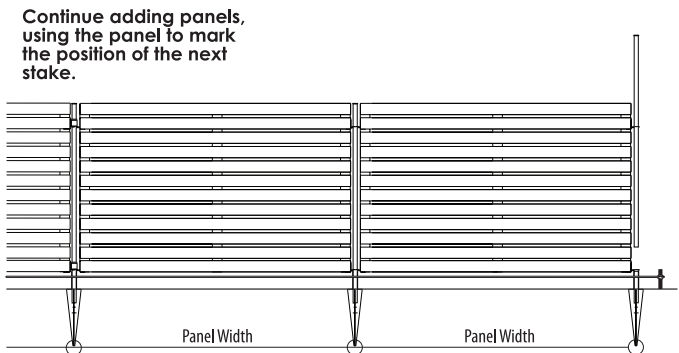 Continue adding panels,
using the panel to mark
the position of the next
stake.
Panel Width
Panel Width